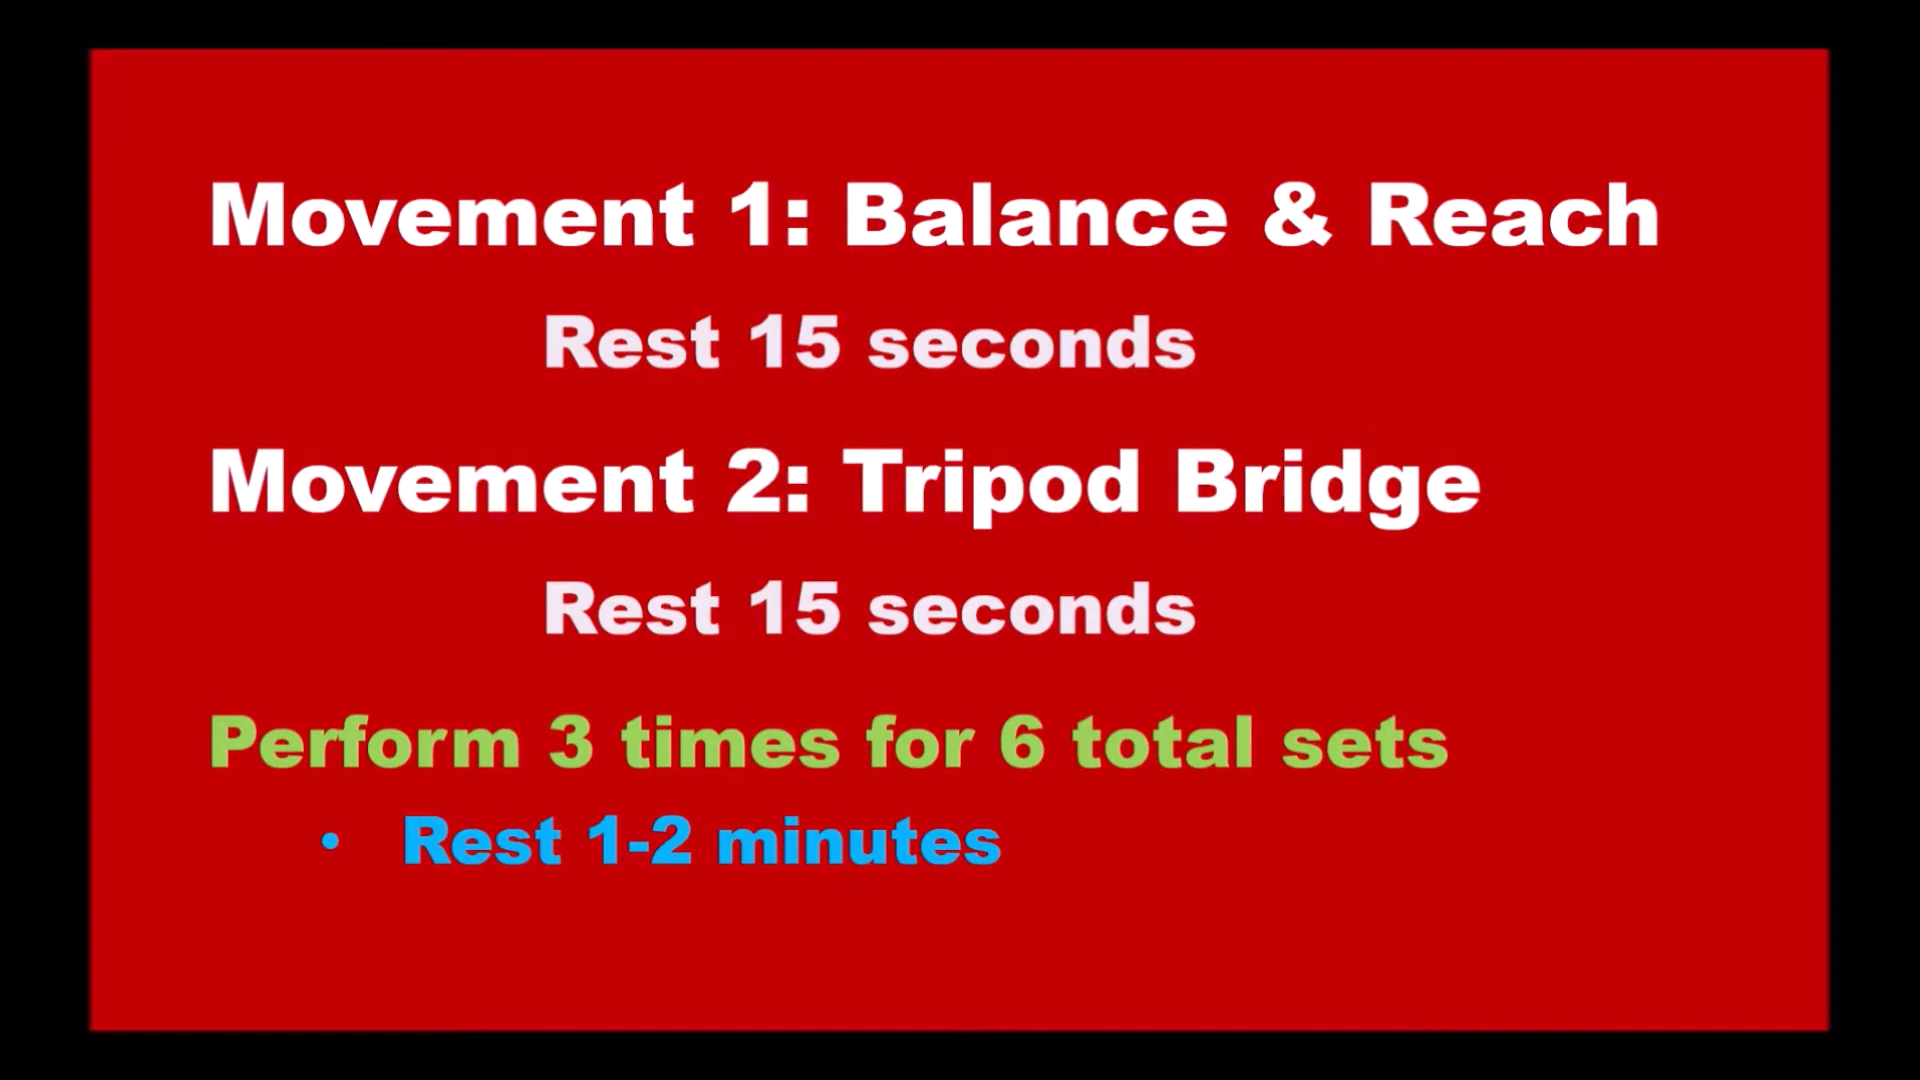 Movement 1: Balance & Reach
Rest 15 seconds
Movement 2: Tripod Bridge
Rest 15 seconds
Perform 3 times for 6 total sets
• Rest 1-2 minutes